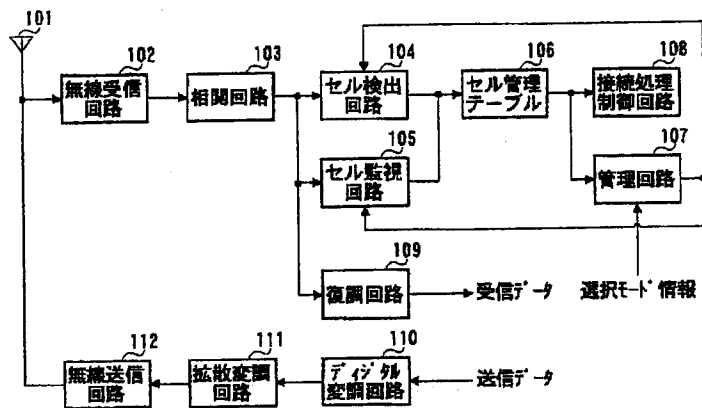 101
102
無線受信
回路
103
相関回路
104
セル検出
回路
106
セル管理
テーブル
108
接続処理
制御回路
105
セル監視
回路
107
管理回路
109
復調回路
受信データ
選択モード情報
112
無線送信
回路
111
拡散変調
回路
110
ディジタル
変調回路
送信データ